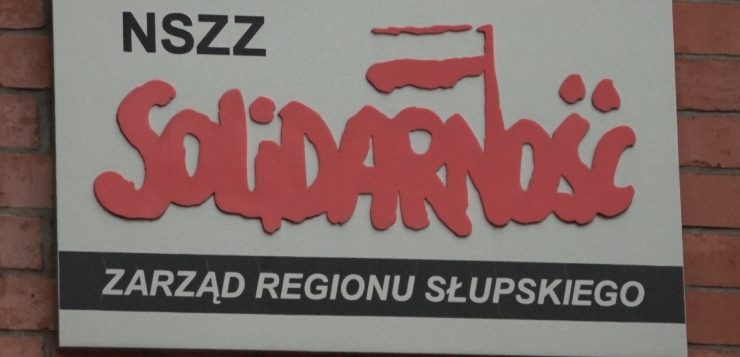 NSZZ
SOLIDARNOŚĆ
ZARZĄD REGIONU SŁUPSKIEGO